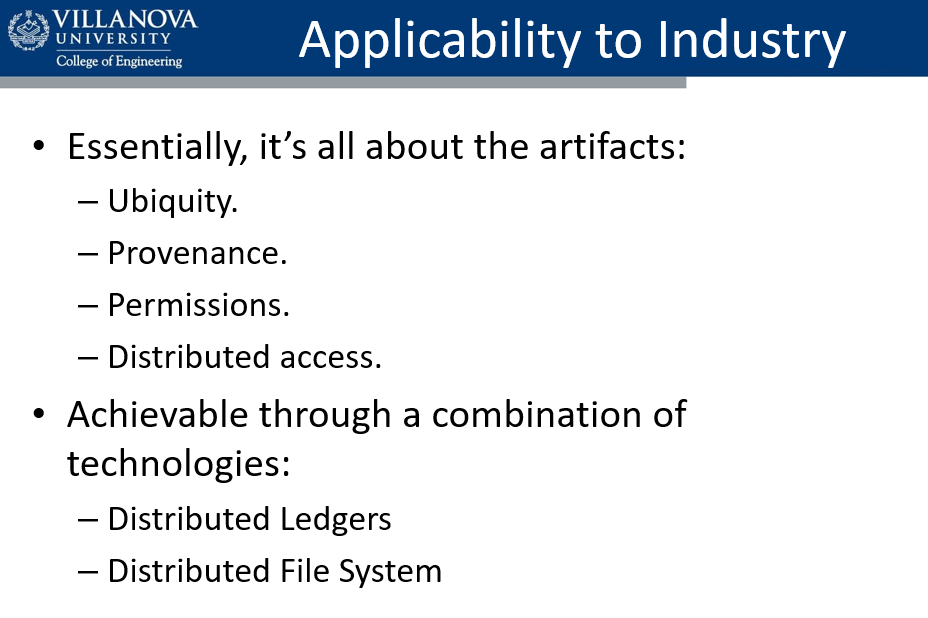 VILLANOVA
UNIVERSITY
College of Engineering
Applicability to Industry
• Essentially, it’s all about the artifacts:
– Ubiquity.
– Provenance.
– Permissions.
– Distributed access.
• Achievable through a combination of
technologies:
– Distributed Ledgers
– Distributed File System